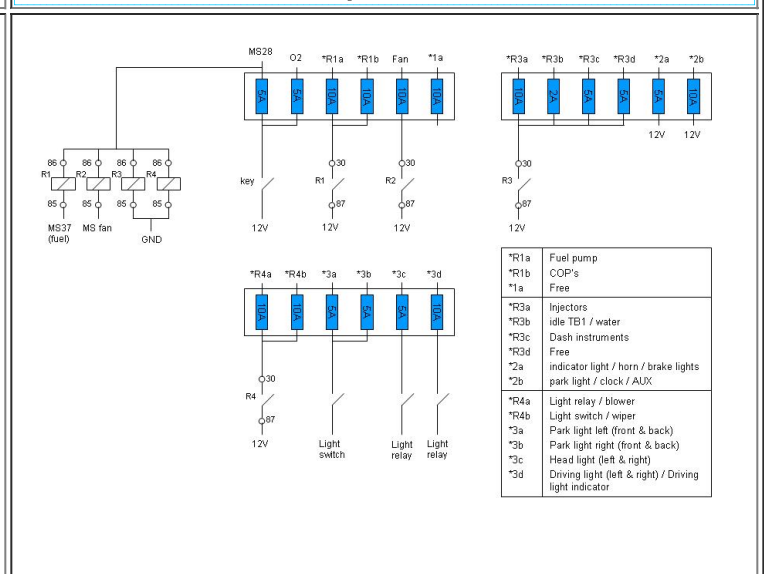 MS28 O2 *R1a *R1b Fan *1a
5A 5A 10A 10A 10A 10A
*R3a *R3b *R3c *R3d *2a *2b
10A 2A 5A 5A 5A 10A
12V 12V
86 86 86 86
R1 R2 R3 R4
85 85 85 85
MS37 MS fan
(fuel)
GND
key
12V
30
R1
87
12V
30
R2
87
12V
30
R3
87
12V
*R4a *R4b *3a *3b *3c *3d
10A 10A 5A 5A 5A 10A
30
R4
87
12V
Light Light Light
switch relay relay
*R1a Fuel pump
*R1b COP's
*1a Free
*R3a Injectors
*R3b idle TB1 / water
*R3c Dash instruments
*R3d Free
*2a indicator light / horn / brake lights
*2b park light / clock / AUX
*R4a Light relay / blower
*R4b Light switch / wiper
*3a Park light left (front & back)
*3b Park light right (front & back)
*3c Head light (left & right)
*3d Driving light (left & right) / Driving
light indicator